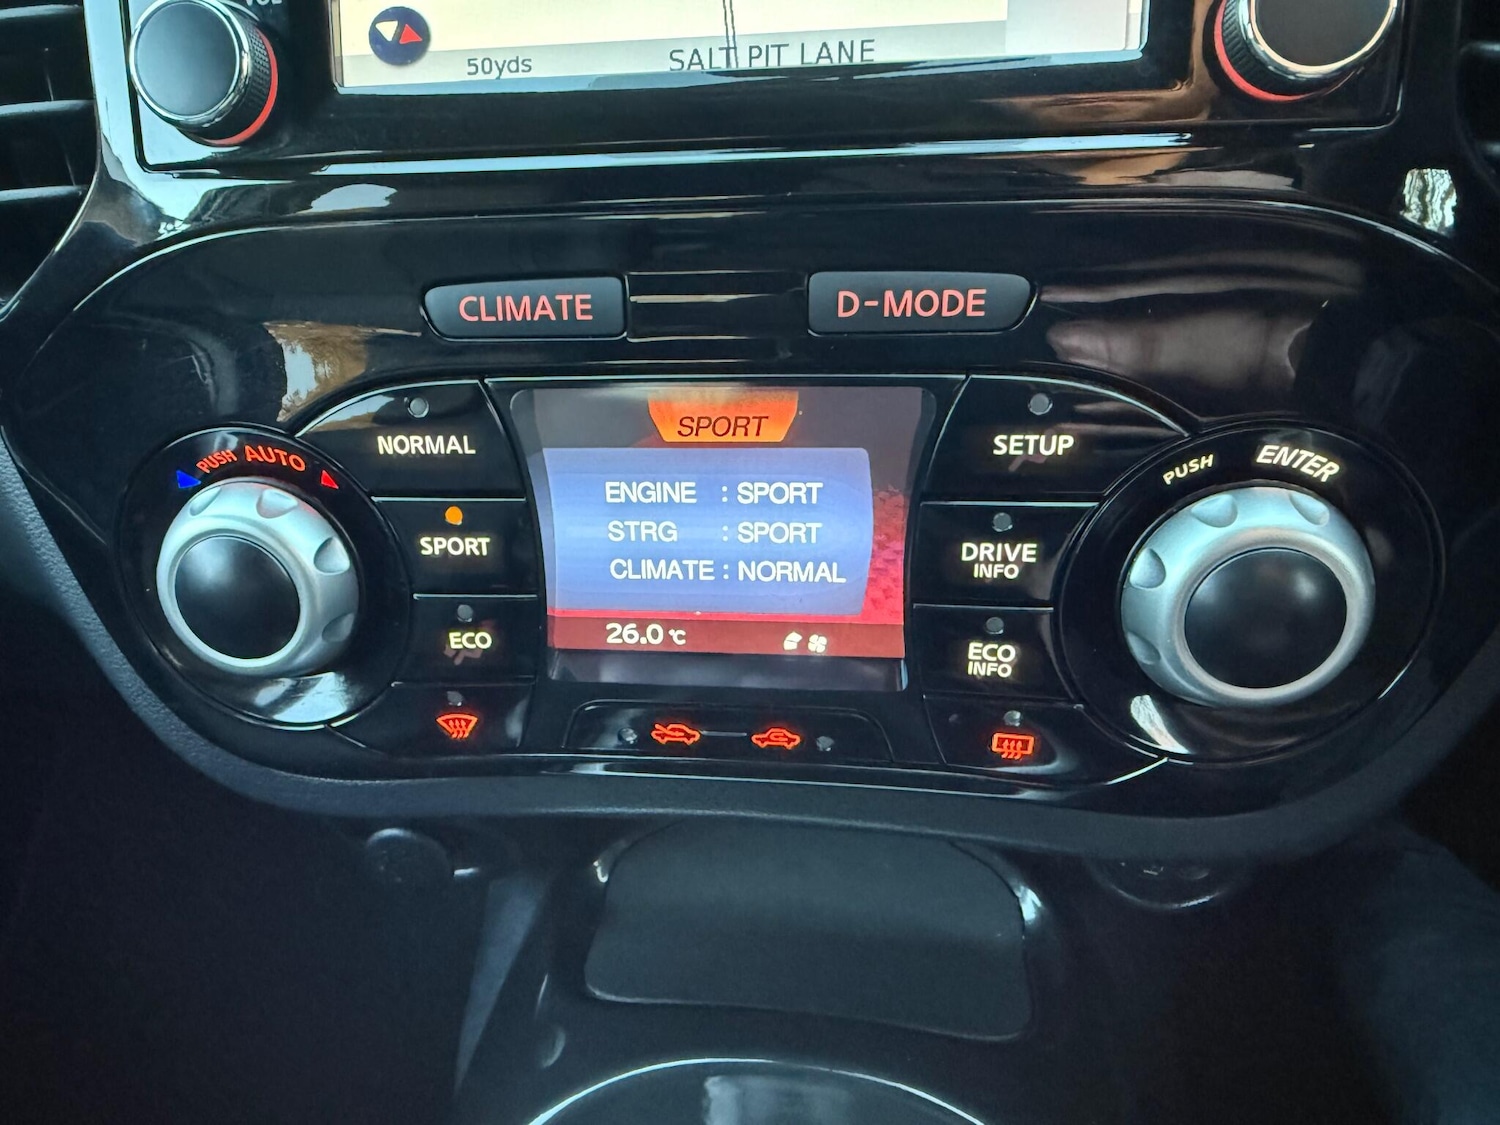 VOL
50yds
SALT PIT LANE
CLIMATE
D-MODE
SPORT
NORMAL
SETUP
PUSH AUTO
PUSH ENTER
ENGINE : SPORT
STRG : SPORT
CLIMATE : NORMAL
SPORT
DRIVE
INFO
ECO
ECO
INFO
26.0 °C